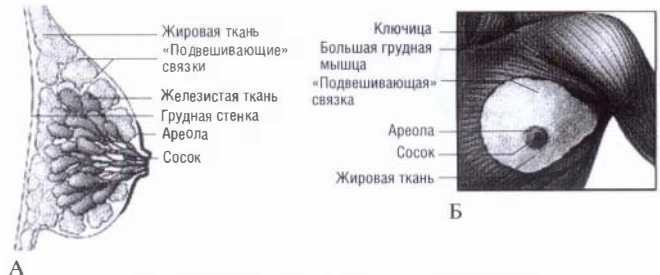 Жировая ткань
«Подвешивающие»
связки
Железистая ткань
Грудная стенка
Ареола
Сосок
А
Ключица
Большая грудная
мышца
«Подвешивающая»
связка
Ареола
Сосок
Жировая ткань
Б